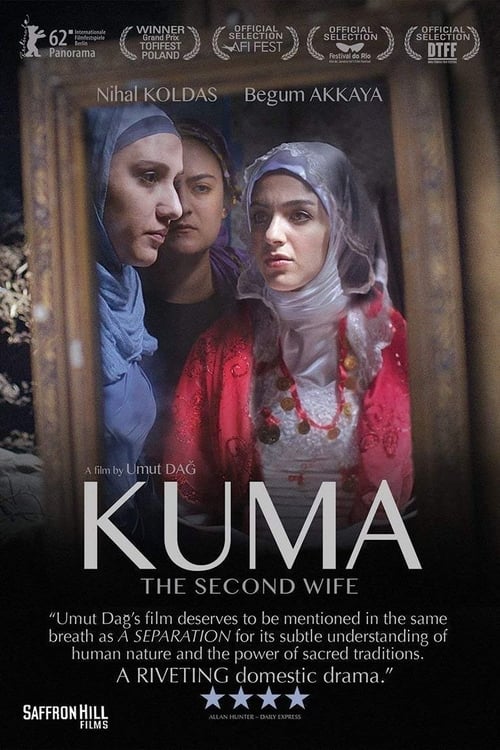 62° Internationale
Filmfestspiele
Berlin
Panorama
WINNER
Grand Prix
TOFIFEST
POLAND
OFFICIAL
SELECTION
AFI FEST
OFFICIAL
SELECTION
Festival do Rio
OFFICIAL
SELECTION
DTFF
Nihal KOLDAS Begum AKKAYA
A film by Umut DAĞ
KUMA
THE SECOND WIFE
“Umut Dağ’s film deserves to be mentioned in the same
breath as A SEPARATION for its subtle understanding of
human nature and the power of sacred traditions.
A RIVETING domestic drama.”
ALLAN HUNTER – DAILY EXPRESS
SAFFRON HILL
FILMS